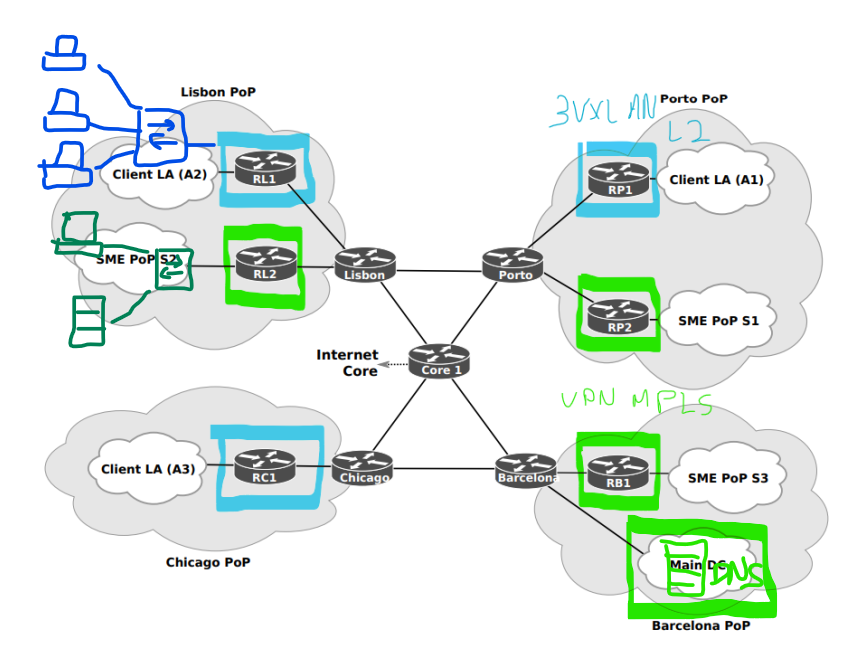 Lisbon PoP
Porto PoP
3VXLAN
L2
Client LA (A2)
RL1
RP1
Client LA (A1)
SME PoP S2
RL2
Lisbon
Porto
RP2
SME PoP S1
Internet
Core
Core 1
VPN MPLS
Client LA (A3)
RC1
Chicago
Barcelona
RB1
SME PoP S3
Chicago PoP
Main DC
DNS
Barcelona PoP